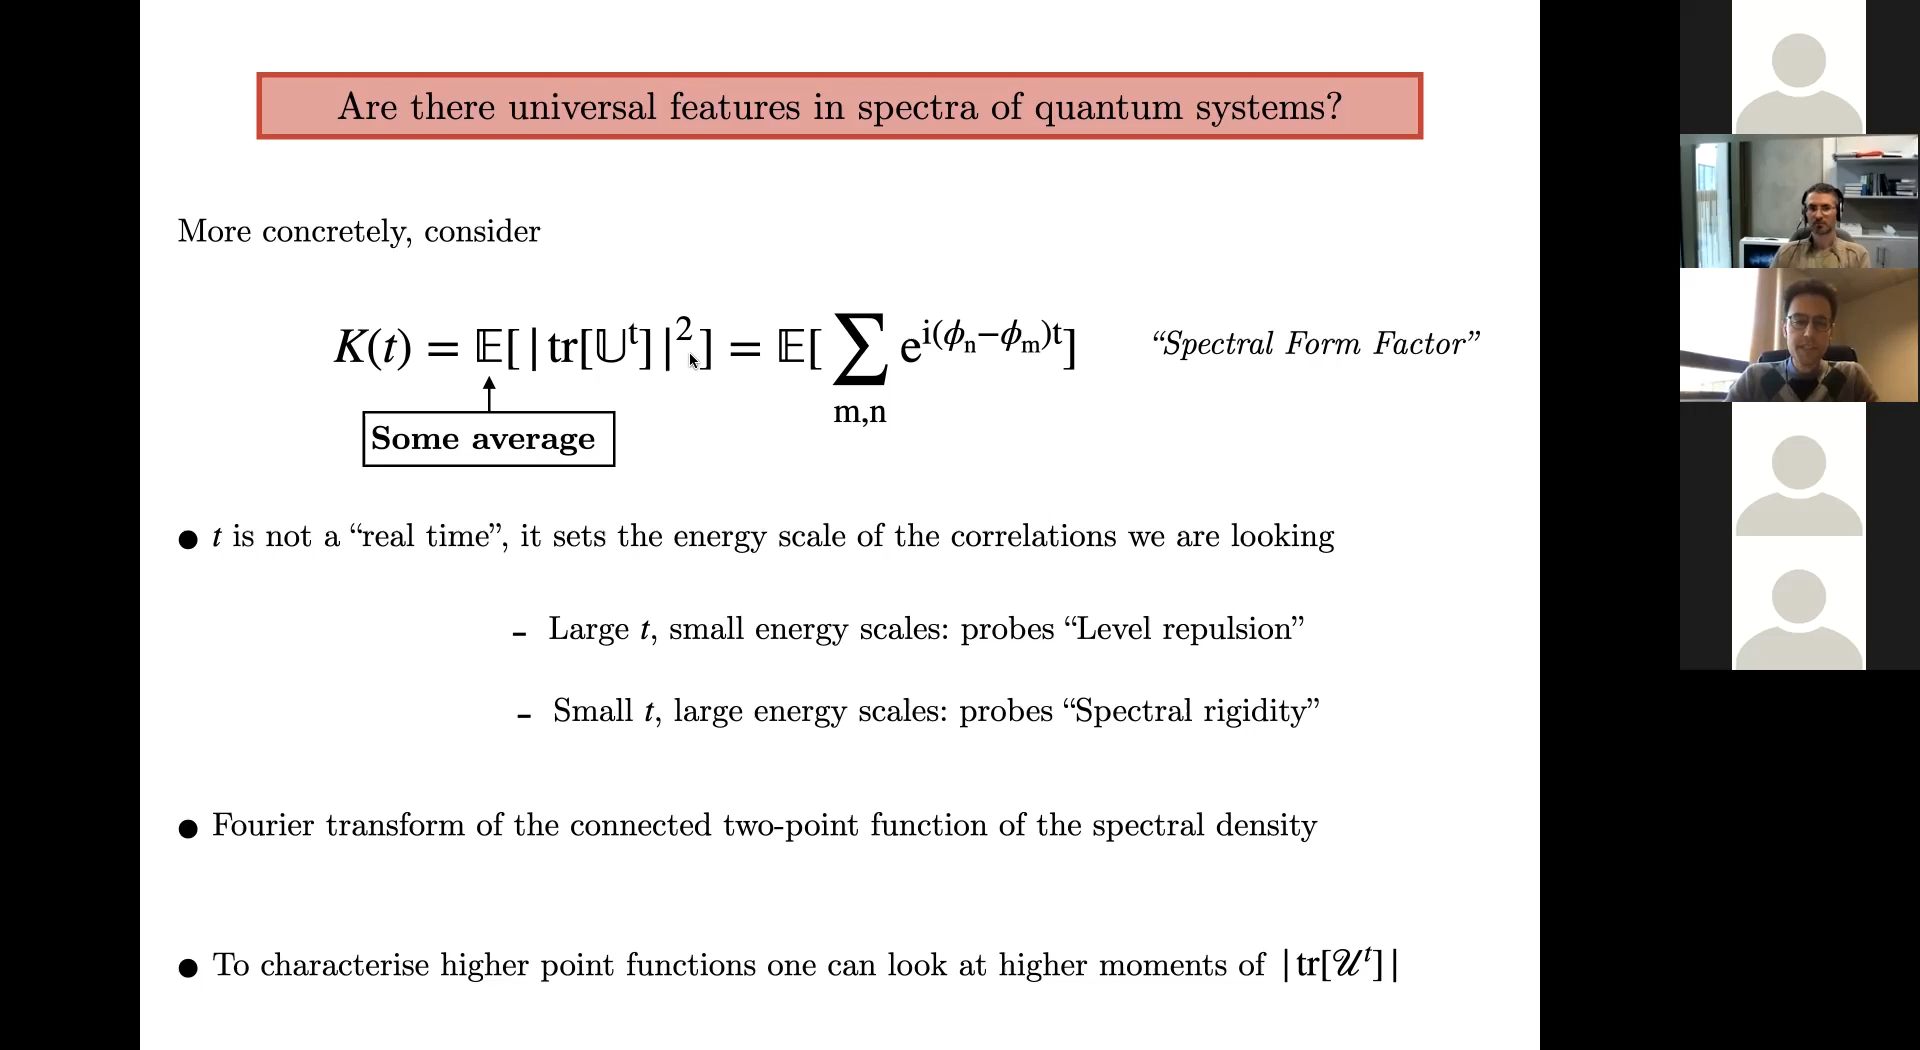 Are there universal features in spectra of quantum systems?
More concretely, consider
K(t) = 𝔼[|tr[𝕌ᵗ]|²] = 𝔼[ ∑ e^{i(ϕₙ−ϕₘ)t}]
m,n
“Spectral Form Factor”
Some average
● t is not a “real time”, it sets the energy scale of the correlations we are looking
– Large t, small energy scales: probes “Level repulsion”
– Small t, large energy scales: probes “Spectral rigidity”
● Fourier transform of the connected two-point function of the spectral density
● To characterise higher point functions one can look at higher moments of |tr[𝒰ᵗ]|